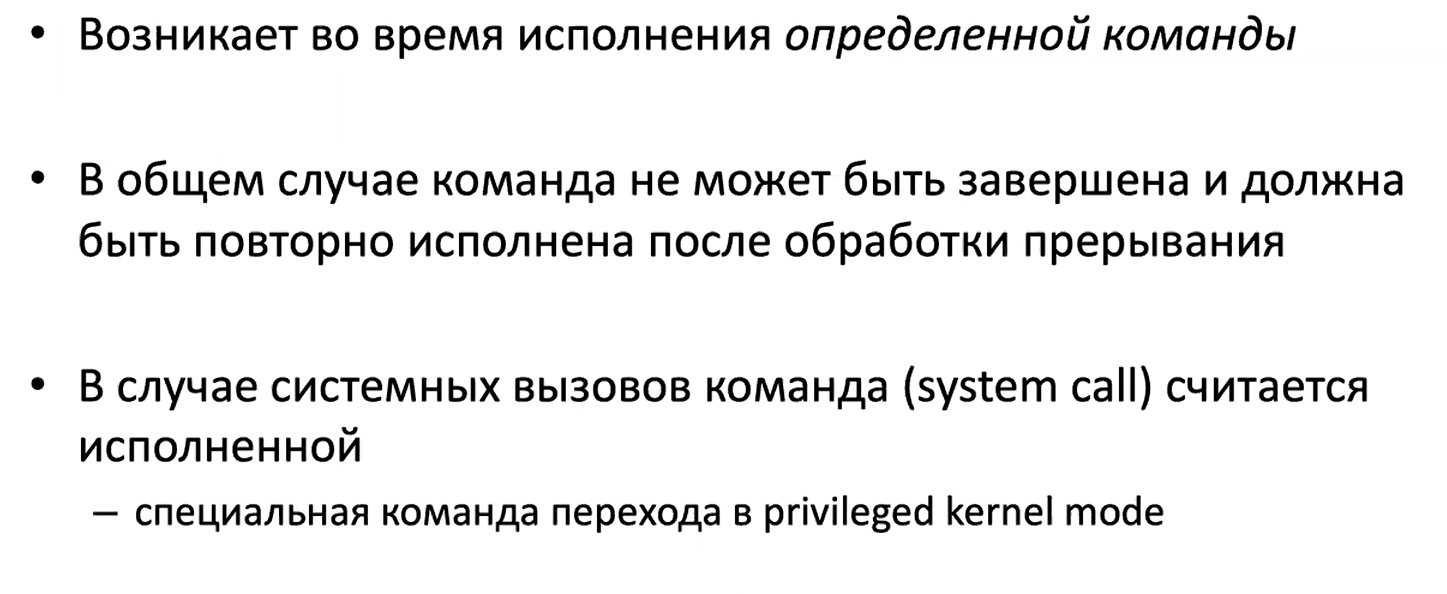 • Возникает во время исполнения определенной команды
• В общем случае команда не может быть завершена и должна
быть повторно исполнена после обработки прерывания
• В случае системных вызовов команда (system call) считается
исполненной
– специальная команда перехода в privileged kernel mode